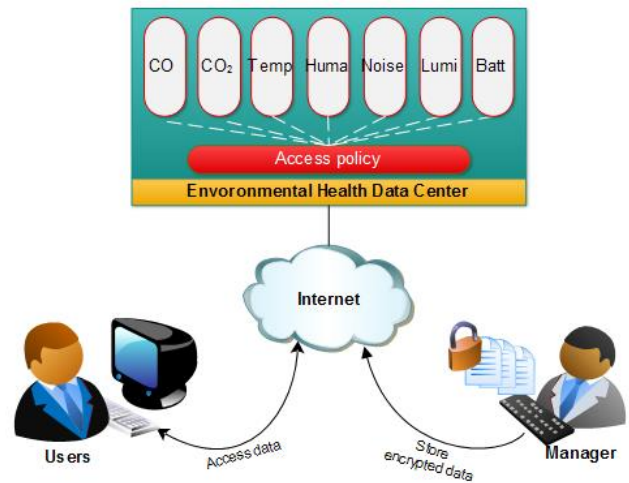 CO CO₂ Temp Huma Noise Lumi Batt
Access policy
Envoronmental Health Data Center
Internet
Users
Access data
Store
encrypted data
Manager